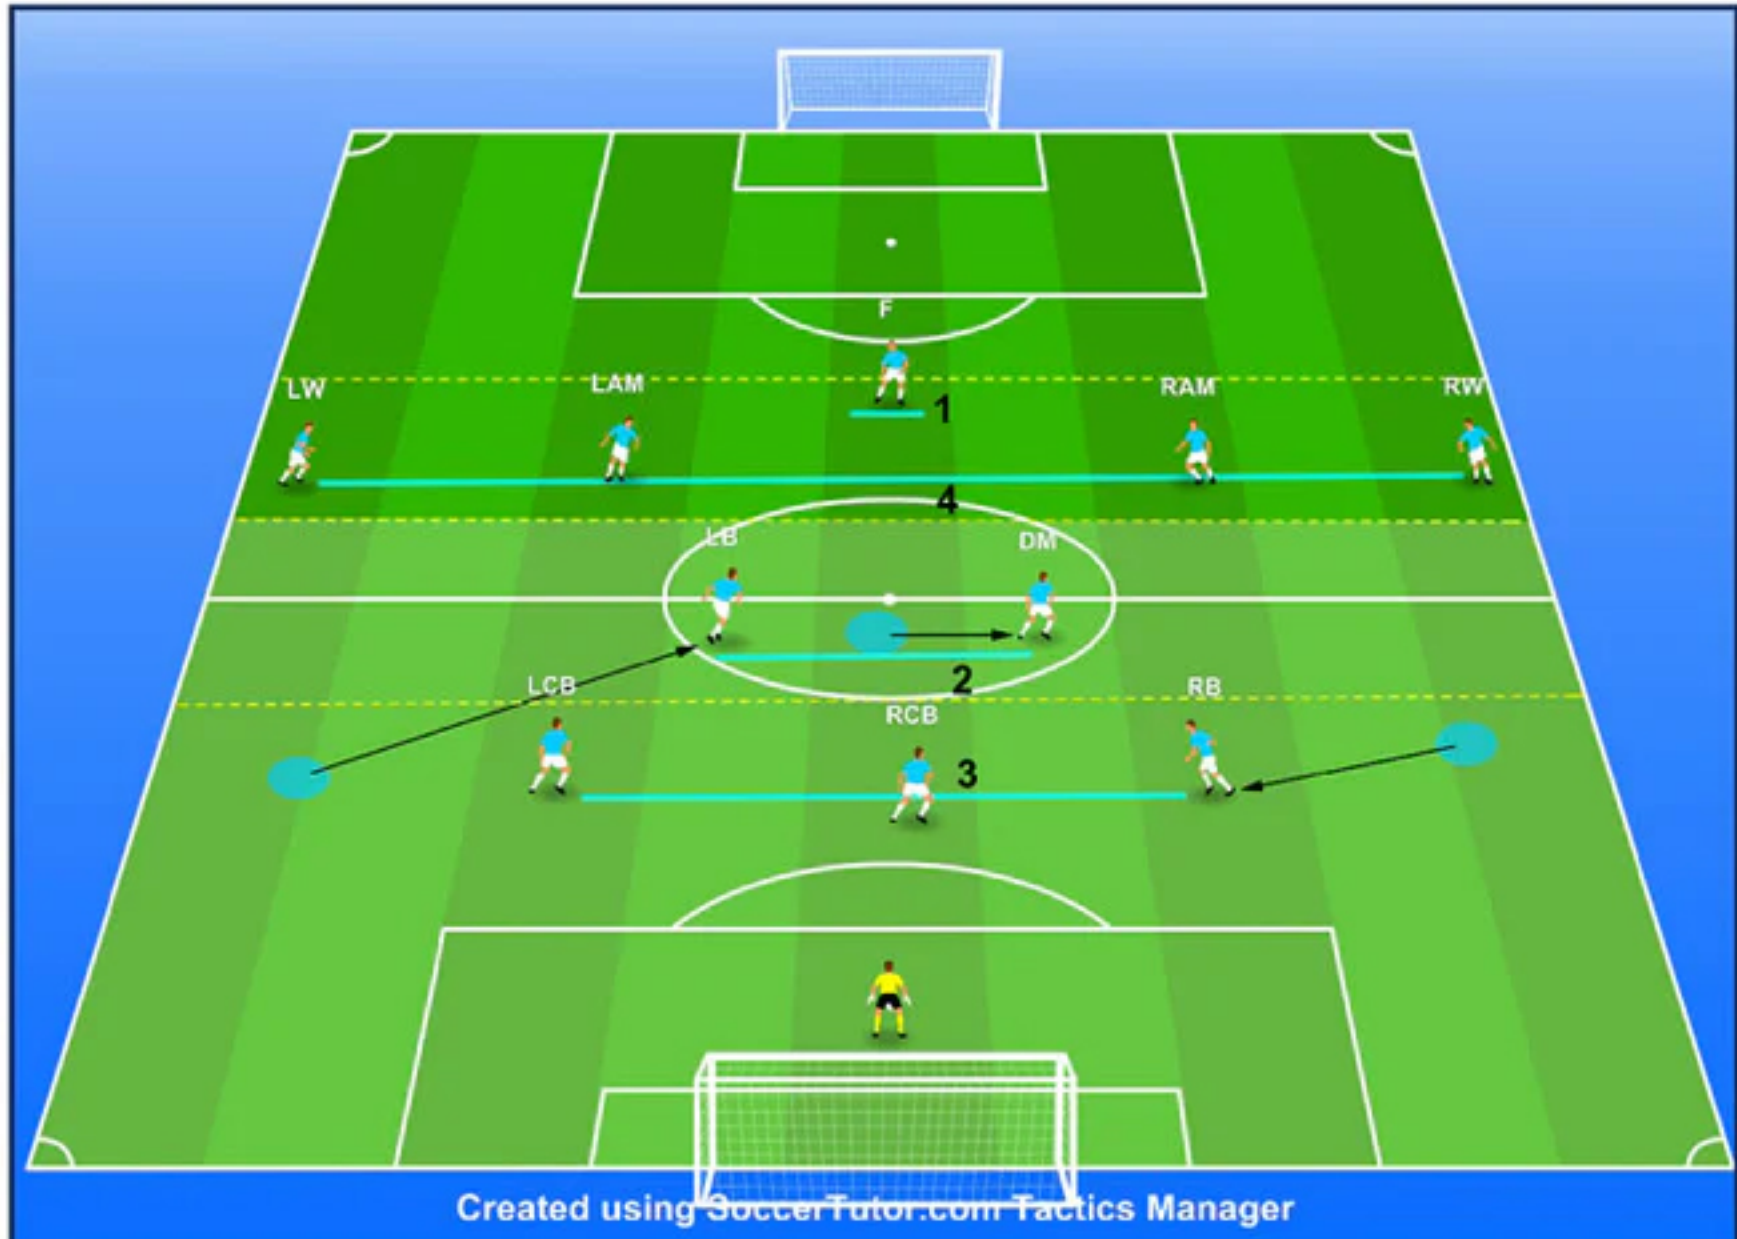 F
LW
LAM
RAM
RW
1
4
LB
DM
2
LCB
RB
RCB
3
Created using SoccerTutor.com Tactics Manager